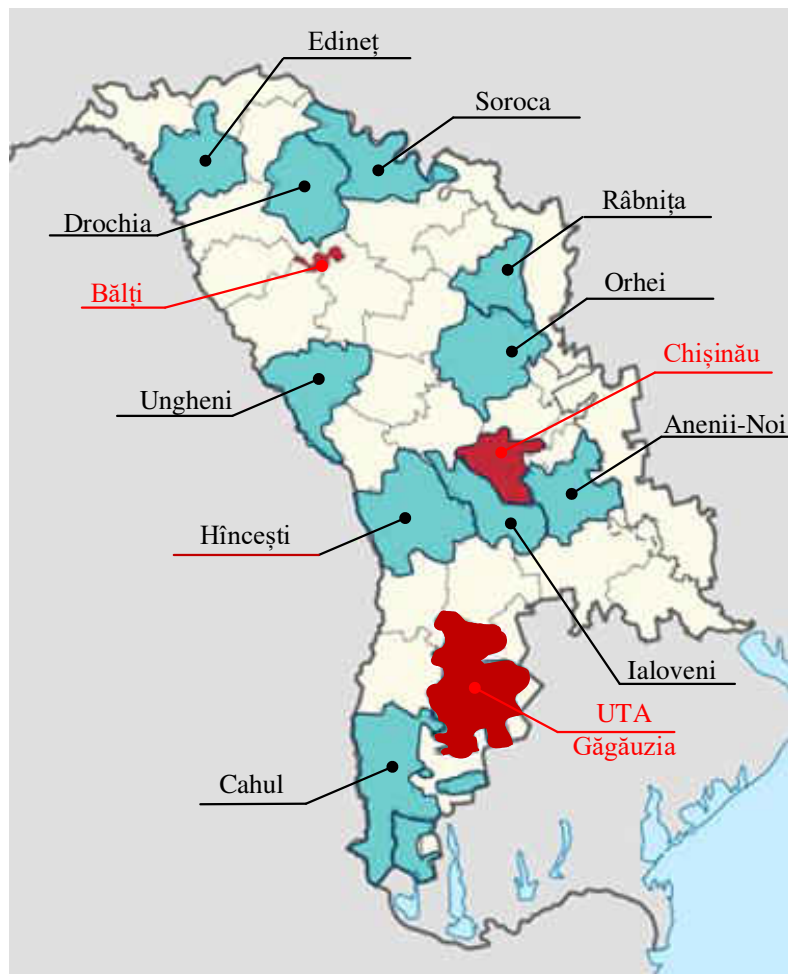 Edineț
Soroca
Râbnița
Drochia
Orhei
Bălți
Chișinău
Ungheni
Anenii-Noi
Hîncești
Ialoveni
UTA
Găgăuzia
Cahul